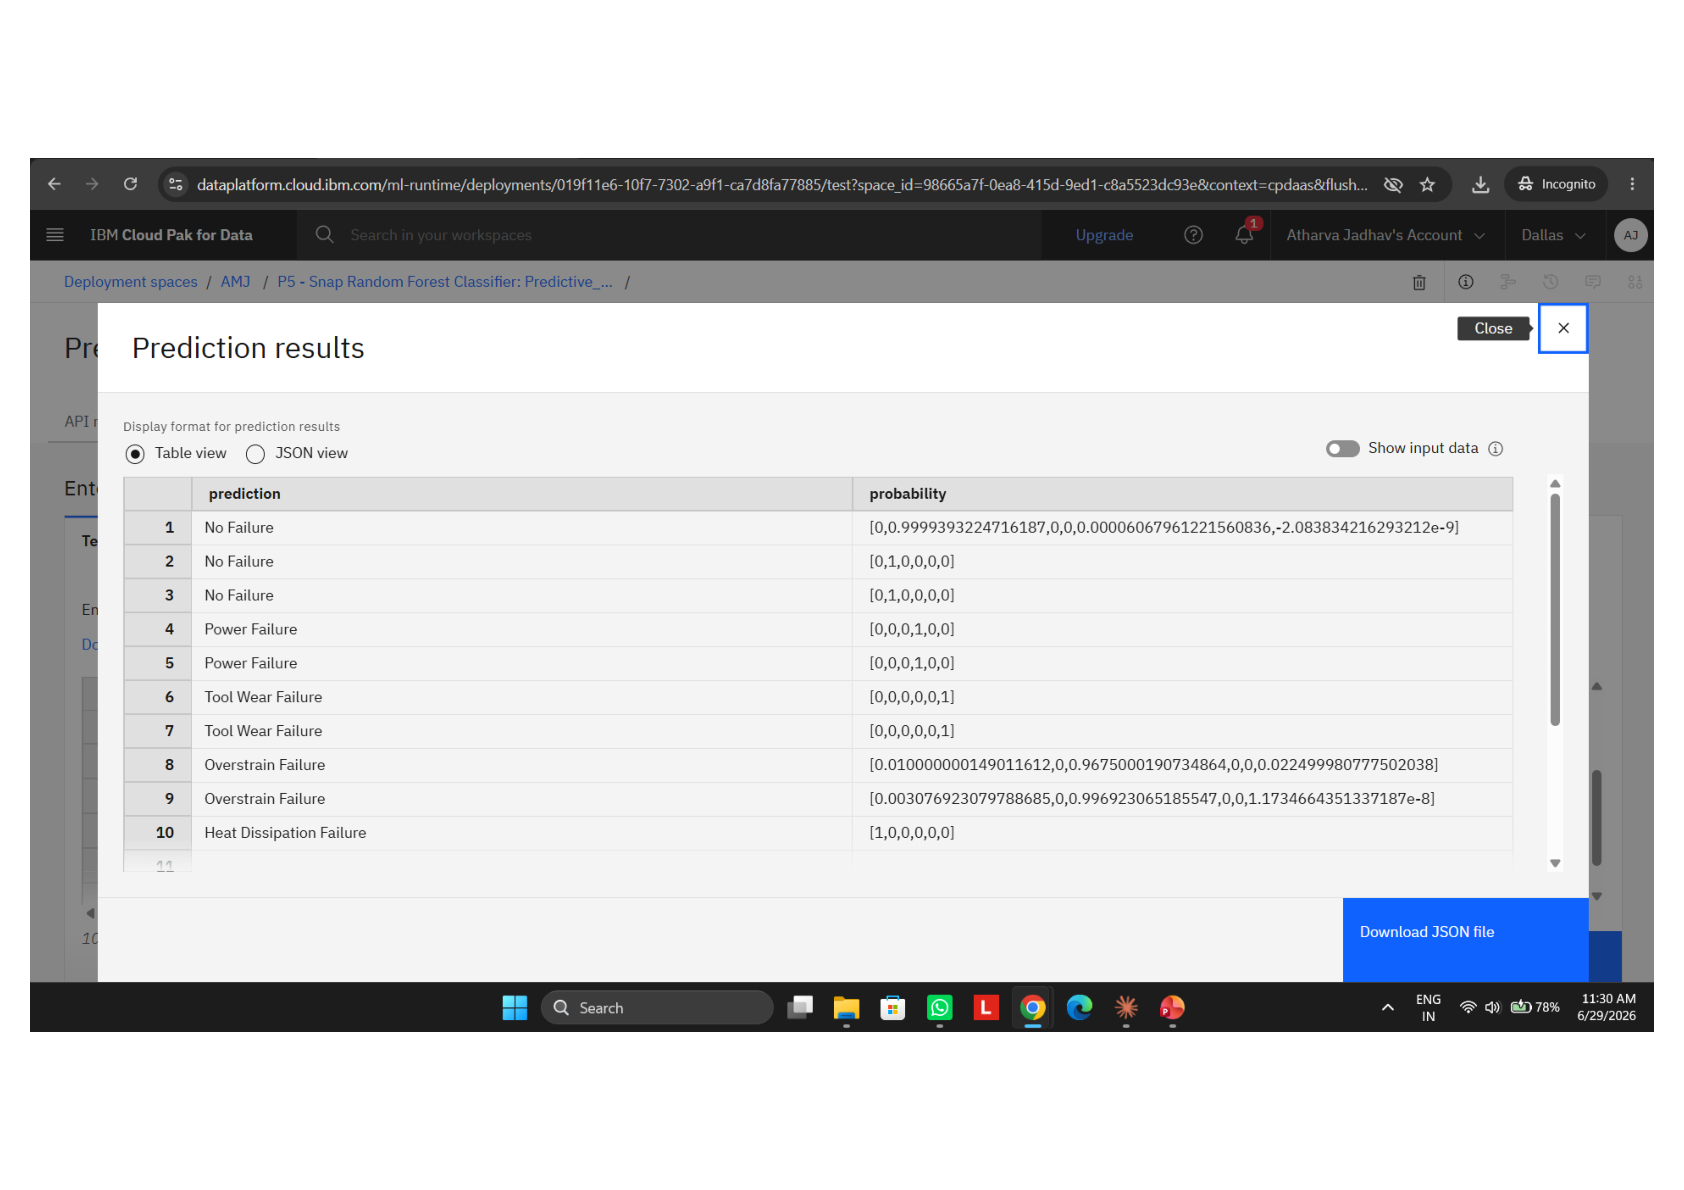 dataplatform.cloud.ibm.com/ml-runtime/deployments/019f11e6-10f7-7302-a9f1-ca7d8fa77885/test?space_id=98665a7f-0ea8-415d-9ed1-c8a5523dc93e&context=cpdaas&flush... Incognito
IBM Cloud Pak for Data Search in your workspaces Upgrade 1 Atharva Jadhav's Account Dallas AJ
Deployment spaces / AMJ / P5 - Snap Random Forest Classifier: Predictive_... /
Pre
Prediction results
Close
API r
Display format for prediction results
Table view JSON view Show input data
Ente
Te
En
Do
10
prediction probability
1 No Failure [0,0.9999393224716187,0,0,0.00006067961221560836,-2.083834216293212e-9]
2 No Failure [0,1,0,0,0,0]
3 No Failure [0,1,0,0,0,0]
4 Power Failure [0,0,0,1,0,0]
5 Power Failure [0,0,0,1,0,0]
6 Tool Wear Failure [0,0,0,0,0,1]
7 Tool Wear Failure [0,0,0,0,0,1]
8 Overstrain Failure [0.010000000149011612,0,0.9675000190734864,0,0,0.022499980777502038]
9 Overstrain Failure [0.003076923079788685,0,0.996923065185547,0,0,1.1734664351337187e-8]
10 Heat Dissipation Failure [1,0,0,0,0,0]
11
Download JSON file
Search
ENG
IN
78%
11:30 AM
6/29/2026